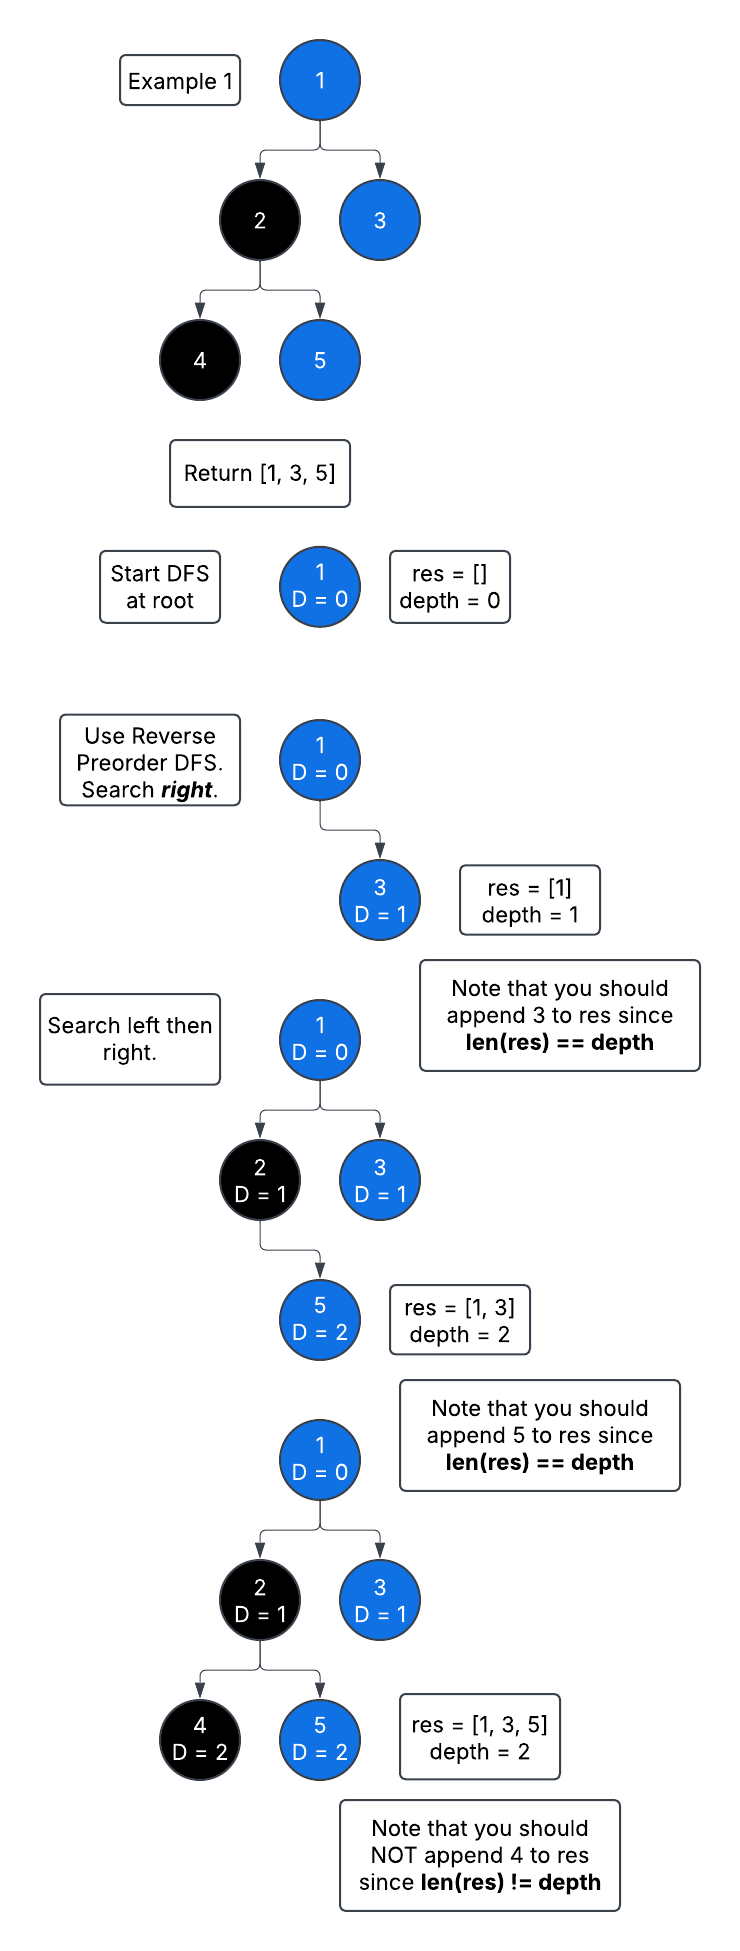 Example 1
1
2
3
4
5
Return [1, 3, 5]
Start DFS
at root
1
D = 0
res = []
depth = 0
Use Reverse
Preorder DFS.
Search right.
1
D = 0
3
D = 1
res = [1]
depth = 1
Note that you should
append 3 to res since
len(res) == depth
Search left then
right.
1
D = 0
2
D = 1
3
D = 1
5
D = 2
res = [1, 3]
depth = 2
Note that you should
append 5 to res since
len(res) == depth
1
D = 0
2
D = 1
3
D = 1
4
D = 2
5
D = 2
res = [1, 3, 5]
depth = 2
Note that you should
NOT append 4 to res
since len(res) != depth